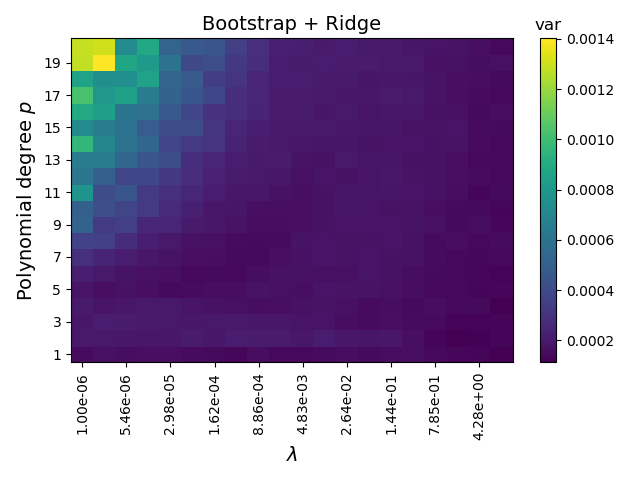 Bootstrap + Ridge
var
Polynomial degree p
19
17
15
13
11
9
7
5
3
1
1.00e-06
5.46e-06
2.98e-05
1.62e-04
8.86e-04
4.83e-03
2.64e-02
1.44e-01
7.85e-01
4.28e+00
λ
0.0014
0.0012
0.0010
0.0008
0.0006
0.0004
0.0002